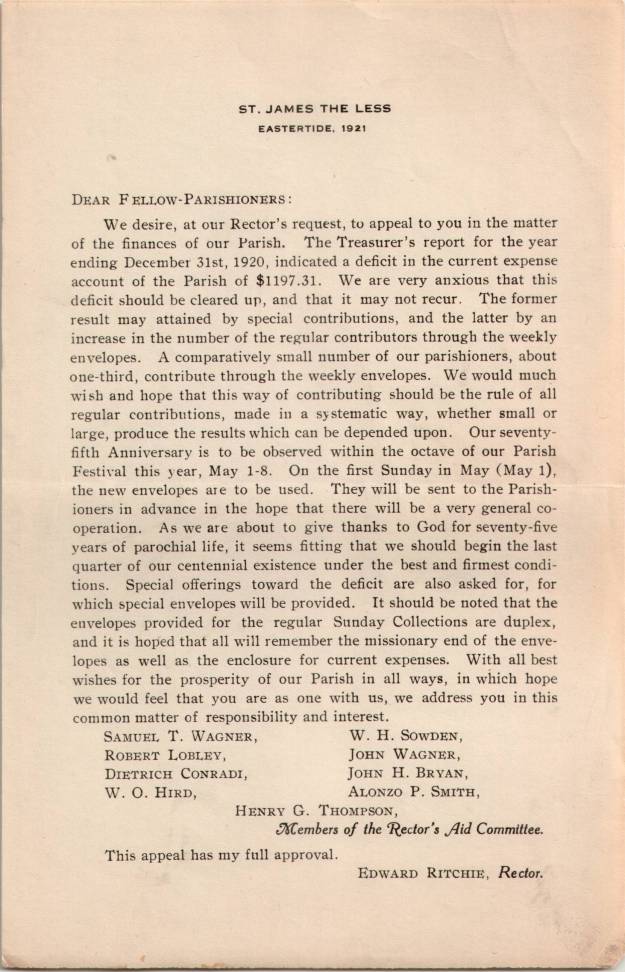 ST. JAMES THE LESS
EASTERTIDE, 1921
DEAR FELLOW-PARISHIONERS:
We desire, at our Rector's request, to appeal to you in the matter
of the finances of our Parish. The Treasurer's report for the year
ending December 31st, 1920, indicated a deficit in the current expense
account of the Parish of $1197.31. We are very anxious that this
deficit should be cleared up, and that it may not recur. The former
result may attained by special contributions, and the latter by an
increase in the number of the regular contributors through the weekly
envelopes. A comparatively small number of our parishioners, about
one-third, contribute through the weekly envelopes. We would much
wish and hope that this way of contributing should be the rule of all
regular contributions, made in a systematic way, whether small or
large, produce the results which can be depended upon. Our seventy-
fifth Anniversary is to be observed within the octave of our Parish
Festival this year, May 1-8. On the first Sunday in May (May 1),
the new envelopes are to be used. They will be sent to the Parish-
ioners in advance in the hope that there will be a very general co-
operation. As we are about to give thanks to God for seventy-five
years of parochial life, it seems fitting that we should begin the last
quarter of our centennial existence under the best and firmest condi-
tions. Special offerings toward the deficit are also asked for, for
which special envelopes will be provided. It should be noted that the
envelopes provided for the regular Sunday Collections are duplex,
and it is hoped that all will remember the missionary end of the enve-
lopes as well as the enclosure for current expenses. With all best
wishes for the prosperity of our Parish in all ways, in which hope
we would feel that you are as one with us, we address you in this
common matter of responsibility and interest.
SAMUEL T. WAGNER, W. H. SOWDEN,
ROBERT LOBLEY, JOHN WAGNER,
DIETRICH CONRADI, JOHN H. BRYAN,
W. O. HIRD, ALONZO P. SMITH,
HENRY G. THOMPSON,
Members of the Rector's Aid Committee.
This appeal has my full approval.
EDWARD RITCHIE, Rector.